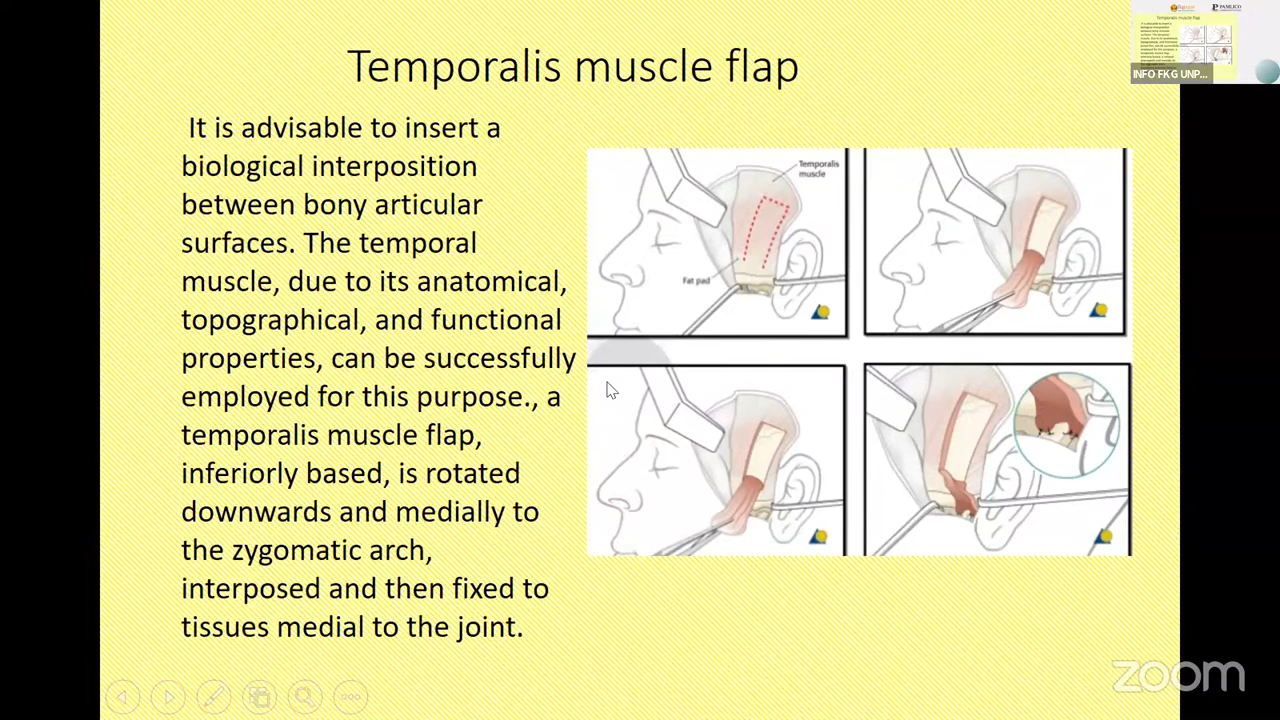 PAMLICO
INFO FKG UNP...
Temporalis muscle flap
It is advisable to insert a
biological interposition
between bony articular
surfaces. The temporal
muscle, due to its anatomical,
topographical, and functional
properties, can be successfully
employed for this purpose., a
temporalis muscle flap,
inferiorly based, is rotated
downwards and medially to
the zygomatic arch,
interposed and then fixed to
tissues medial to the joint.
Temporalis
muscle
Fat pad
zoom